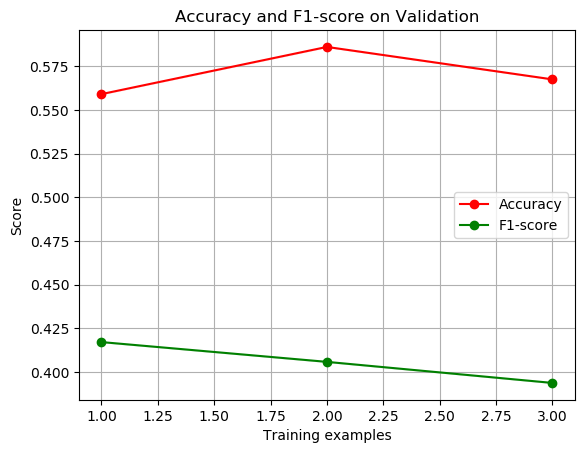 Accuracy and F1-score on Validation
0.575
0.550
0.525
0.500
0.475
0.450
0.425
0.400
Score
Accuracy
F1-score
1.00 1.25 1.50 1.75 2.00 2.25 2.50 2.75 3.00
Training examples